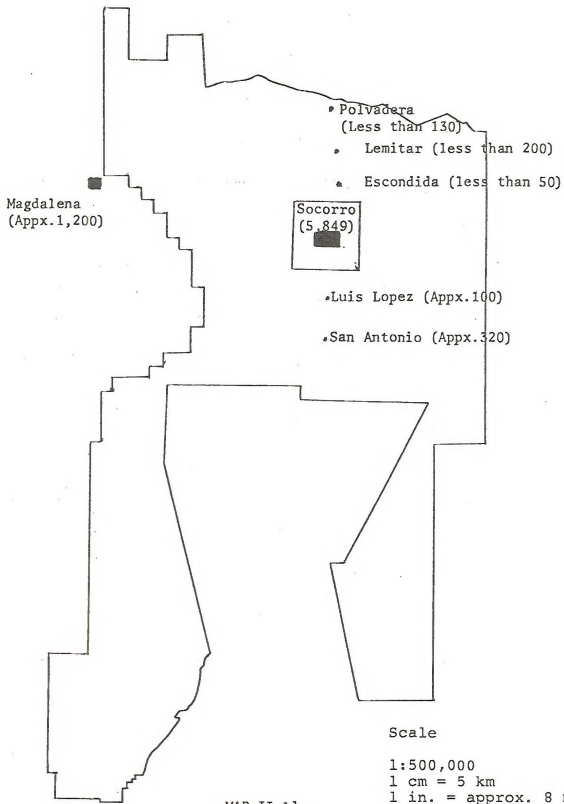 Polvadera
(Less than 130)
Lemitar (less than 200)
Escondida (less than 50)
Magdalena
(Appx.1,200)
Socorro
(5,849)
Luis Lopez (Appx.100)
San Antonio (Appx.320)
Scale
1:500,000
1 cm = 5 km
1 in. = approx. 8